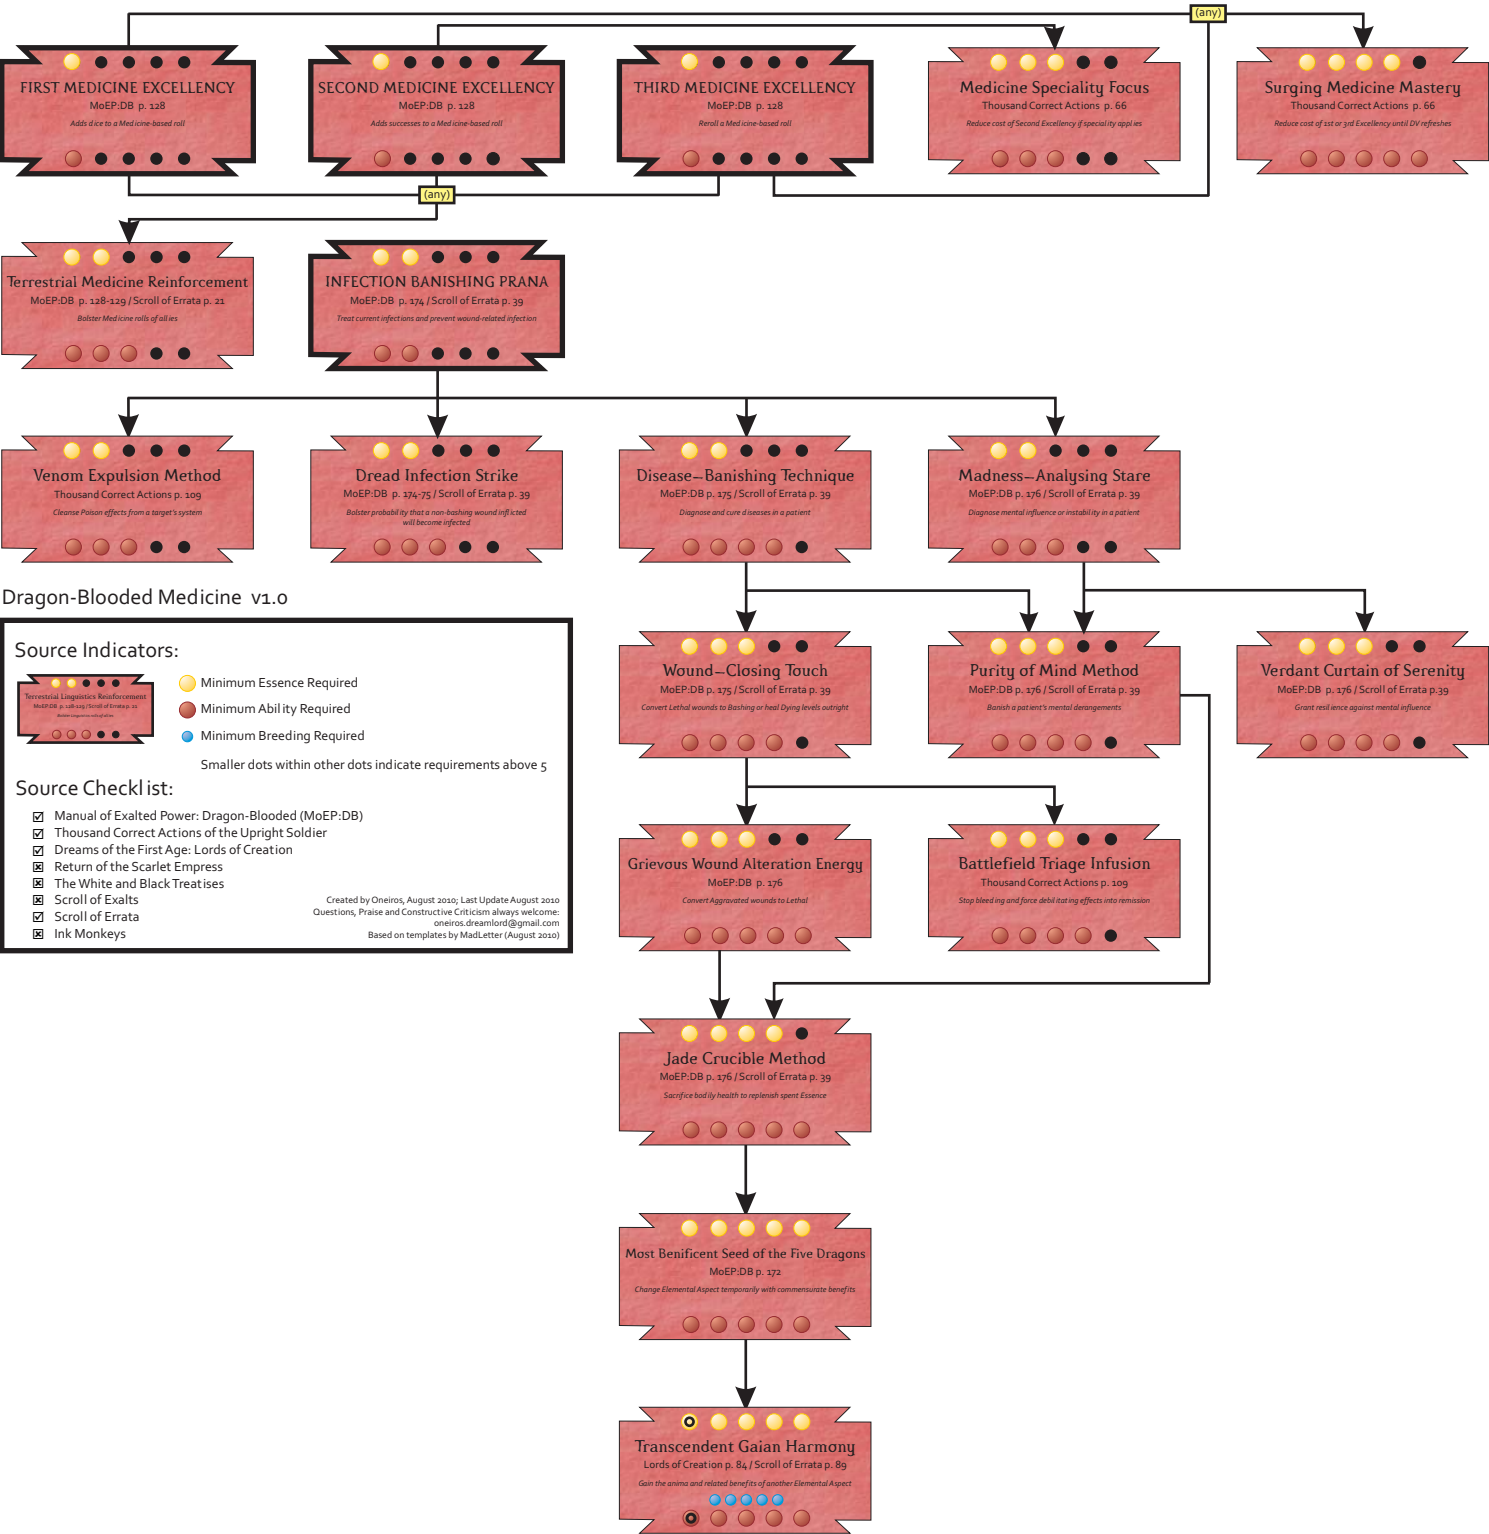 (any)
FIRST MEDICINE EXCELLENCY
MoEP:DB p. 128
Adds dice to a Medicine-based roll
SECOND MEDICINE EXCELLENCY
MoEP:DB p. 128
Adds successes to a Medicine-based roll
THIRD MEDICINE EXCELLENCY
MoEP:DB p. 128
Reroll a Medicine-based roll
Medicine Speciality Focus
Thousand Correct Actions p. 66
Reduce cost of Second Excellency if speciality applies
Surging Medicine Mastery
Thousand Correct Actions p. 66
Reduce cost of 1st or 3rd Excellency until DV refreshes
(any)
Terrestrial Medicine Reinforcement
MoEP:DB p. 128-129 / Scroll of Errata p. 21
Bolster Medicine rolls of allies
INFECTION BANISHING PRANA
MoEP:DB p. 174 / Scroll of Errata p. 39
Treat current infections and prevent wound-related infection
Venom Expulsion Method
Thousand Correct Actions p. 109
Cleanse Poison effects from a target's system
Dread Infection Strike
MoEP:DB p. 174-75 / Scroll of Errata p. 39
Bolster probability that a non-bashing wound inflicted
will become infected
Disease-Banishing Technique
MoEP:DB p. 175 / Scroll of Errata p. 39
Diagnose and cure diseases in a patient
Madness-Analysing Stare
MoEP:DB p. 176 / Scroll of Errata p. 39
Diagnose mental influence or instability in a patient
Dragon-Blooded Medicine v1.0
Source Indicators:
Terrestrial Linguistics Reinforcement
MoEP:DB p. 128-129 / Scroll of Errata p. 21
Bolster Linguistics rolls of allies
Minimum Essence Required
Minimum Ability Required
Minimum Breeding Required
Smaller dots within other dots indicate requirements above 5
Source Checklist:
Manual of Exalted Power: Dragon-Blooded (MoEP:DB)
Thousand Correct Actions of the Upright Soldier
Dreams of the First Age: Lords of Creation
Return of the Scarlet Empress
The White and Black Treatises
Scroll of Exalts
Scroll of Errata
Ink Monkeys
Created by Oneiros, August 2010; Last Update August 2010
Questions, Praise and Constructive Criticism always welcome:
oneiros.dreamlord@gmail.com
Based on templates by MadLetter (August 2010)
Wound-Closing Touch
MoEP:DB p. 175 / Scroll of Errata p. 39
Convert Lethal wounds to Bashing or heal Dying levels outright
Purity of Mind Method
MoEP:DB p. 176 / Scroll of Errata p. 39
Banish a patient's mental derangements
Verdant Curtain of Serenity
MoEP:DB p. 176 / Scroll of Errata p.39
Grant resilience against mental influence
Grievous Wound Alteration Energy
MoEP:DB p. 176
Convert Aggravated wounds to Lethal
Battlefield Triage Infusion
Thousand Correct Actions p. 109
Stop bleeding and force debilitating effects into remission
Jade Crucible Method
MoEP:DB p. 176 / Scroll of Errata p. 39
Sacrifice bodily health to replenish spent Essence
Most Benificent Seed of the Five Dragons
MoEP:DB p. 172
Change Elemental Aspect temporarily with commensurate benefits
Transcendent Gaian Harmony
Lords of Creation p. 84 / Scroll of Errata p. 89
Gain the anima and related benefits of another Elemental Aspect